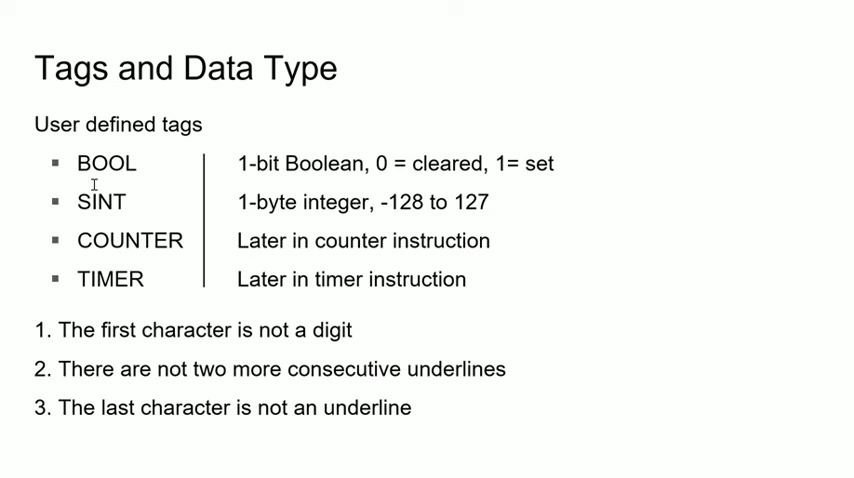 Tags and Data Type
User defined tags
▪ BOOL 1-bit Boolean, 0 = cleared, 1= set
▪ SINT 1-byte integer, -128 to 127
▪ COUNTER Later in counter instruction
▪ TIMER Later in timer instruction
1. The first character is not a digit
2. There are not two more consecutive underlines
3. The last character is not an underline